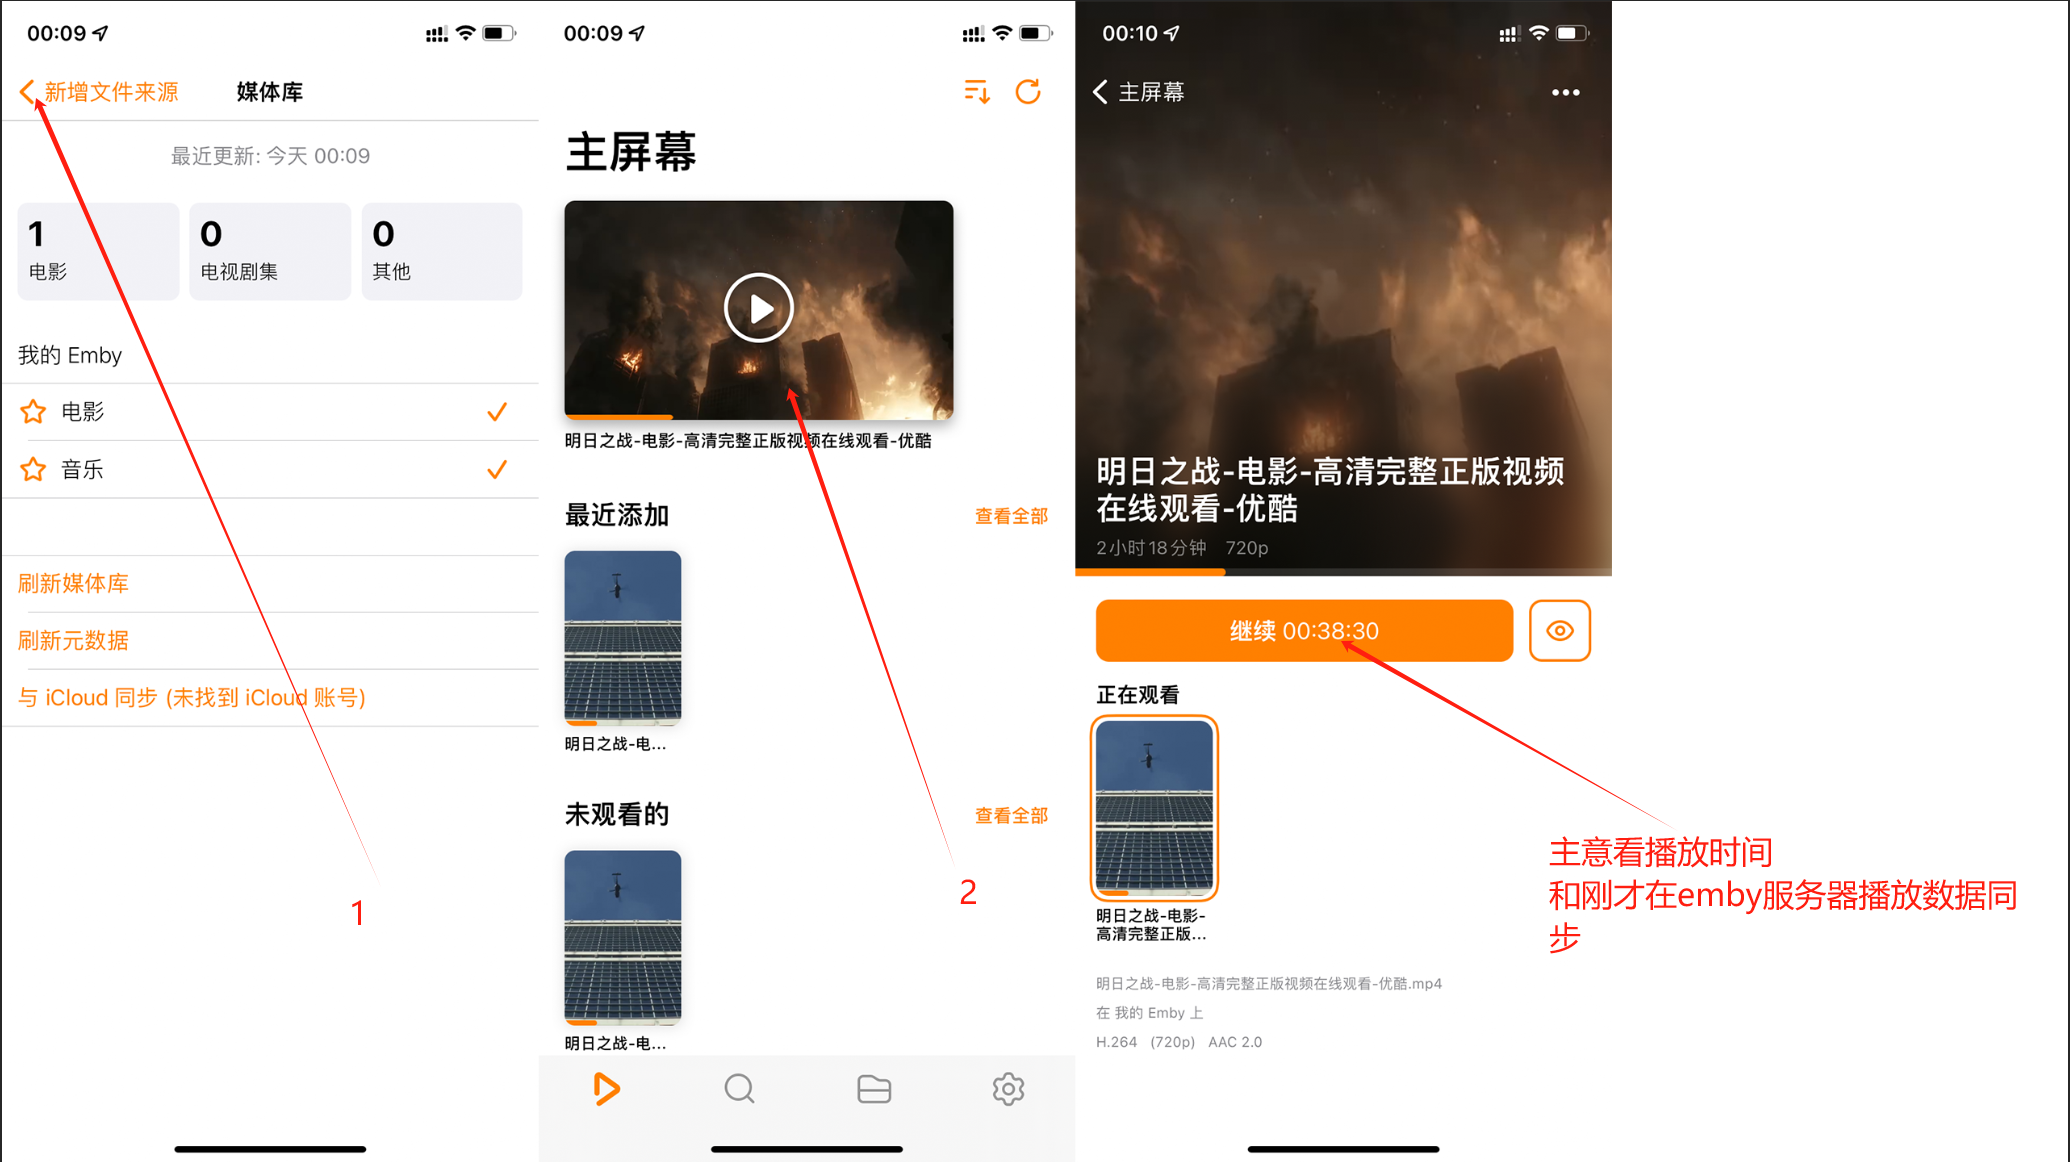 00:09
新增文件来源
媒体库
最近更新: 今天 00:09
1
电影
0
电视剧集
0
其他
我的 Emby
电影
音乐
刷新媒体库
刷新元数据
与 iCloud 同步 (未找到 iCloud 账号)
1
00:09
主屏幕
明日之战-电影-高清完整正版视频在线观看-优酷
最近添加
查看全部
明日之战-电...
未观看的
查看全部
明日之战-电...
2
00:10
主屏幕
明日之战-电影-高清完整正版视频
在线观看-优酷
2小时18分钟 720p
继续 00:38:30
正在观看
明日之战-电影-
高清完整正版...
明日之战-电影-高清完整正版视频在线观看-优酷.mp4
在 我的 Emby 上
H.264 (720p) AAC 2.0
主意看播放时间
和刚才在emby服务器播放数据同
步